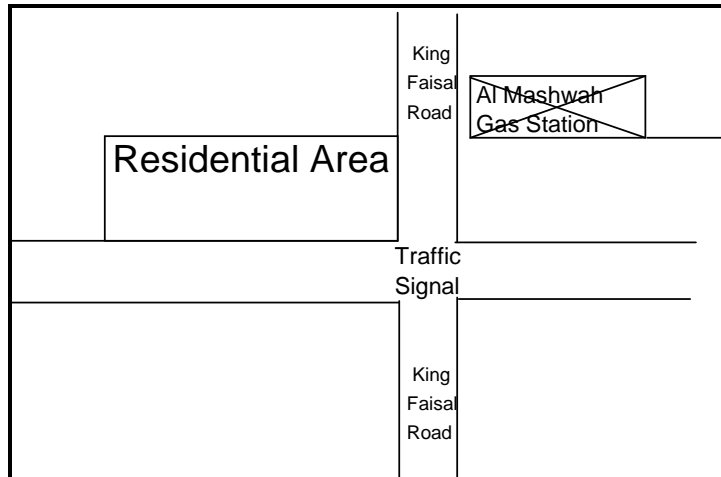 King
Faisal
Road
Al Mashwah
Gas Station
Residential Area
Traffic
Signal
King
Faisal
Road